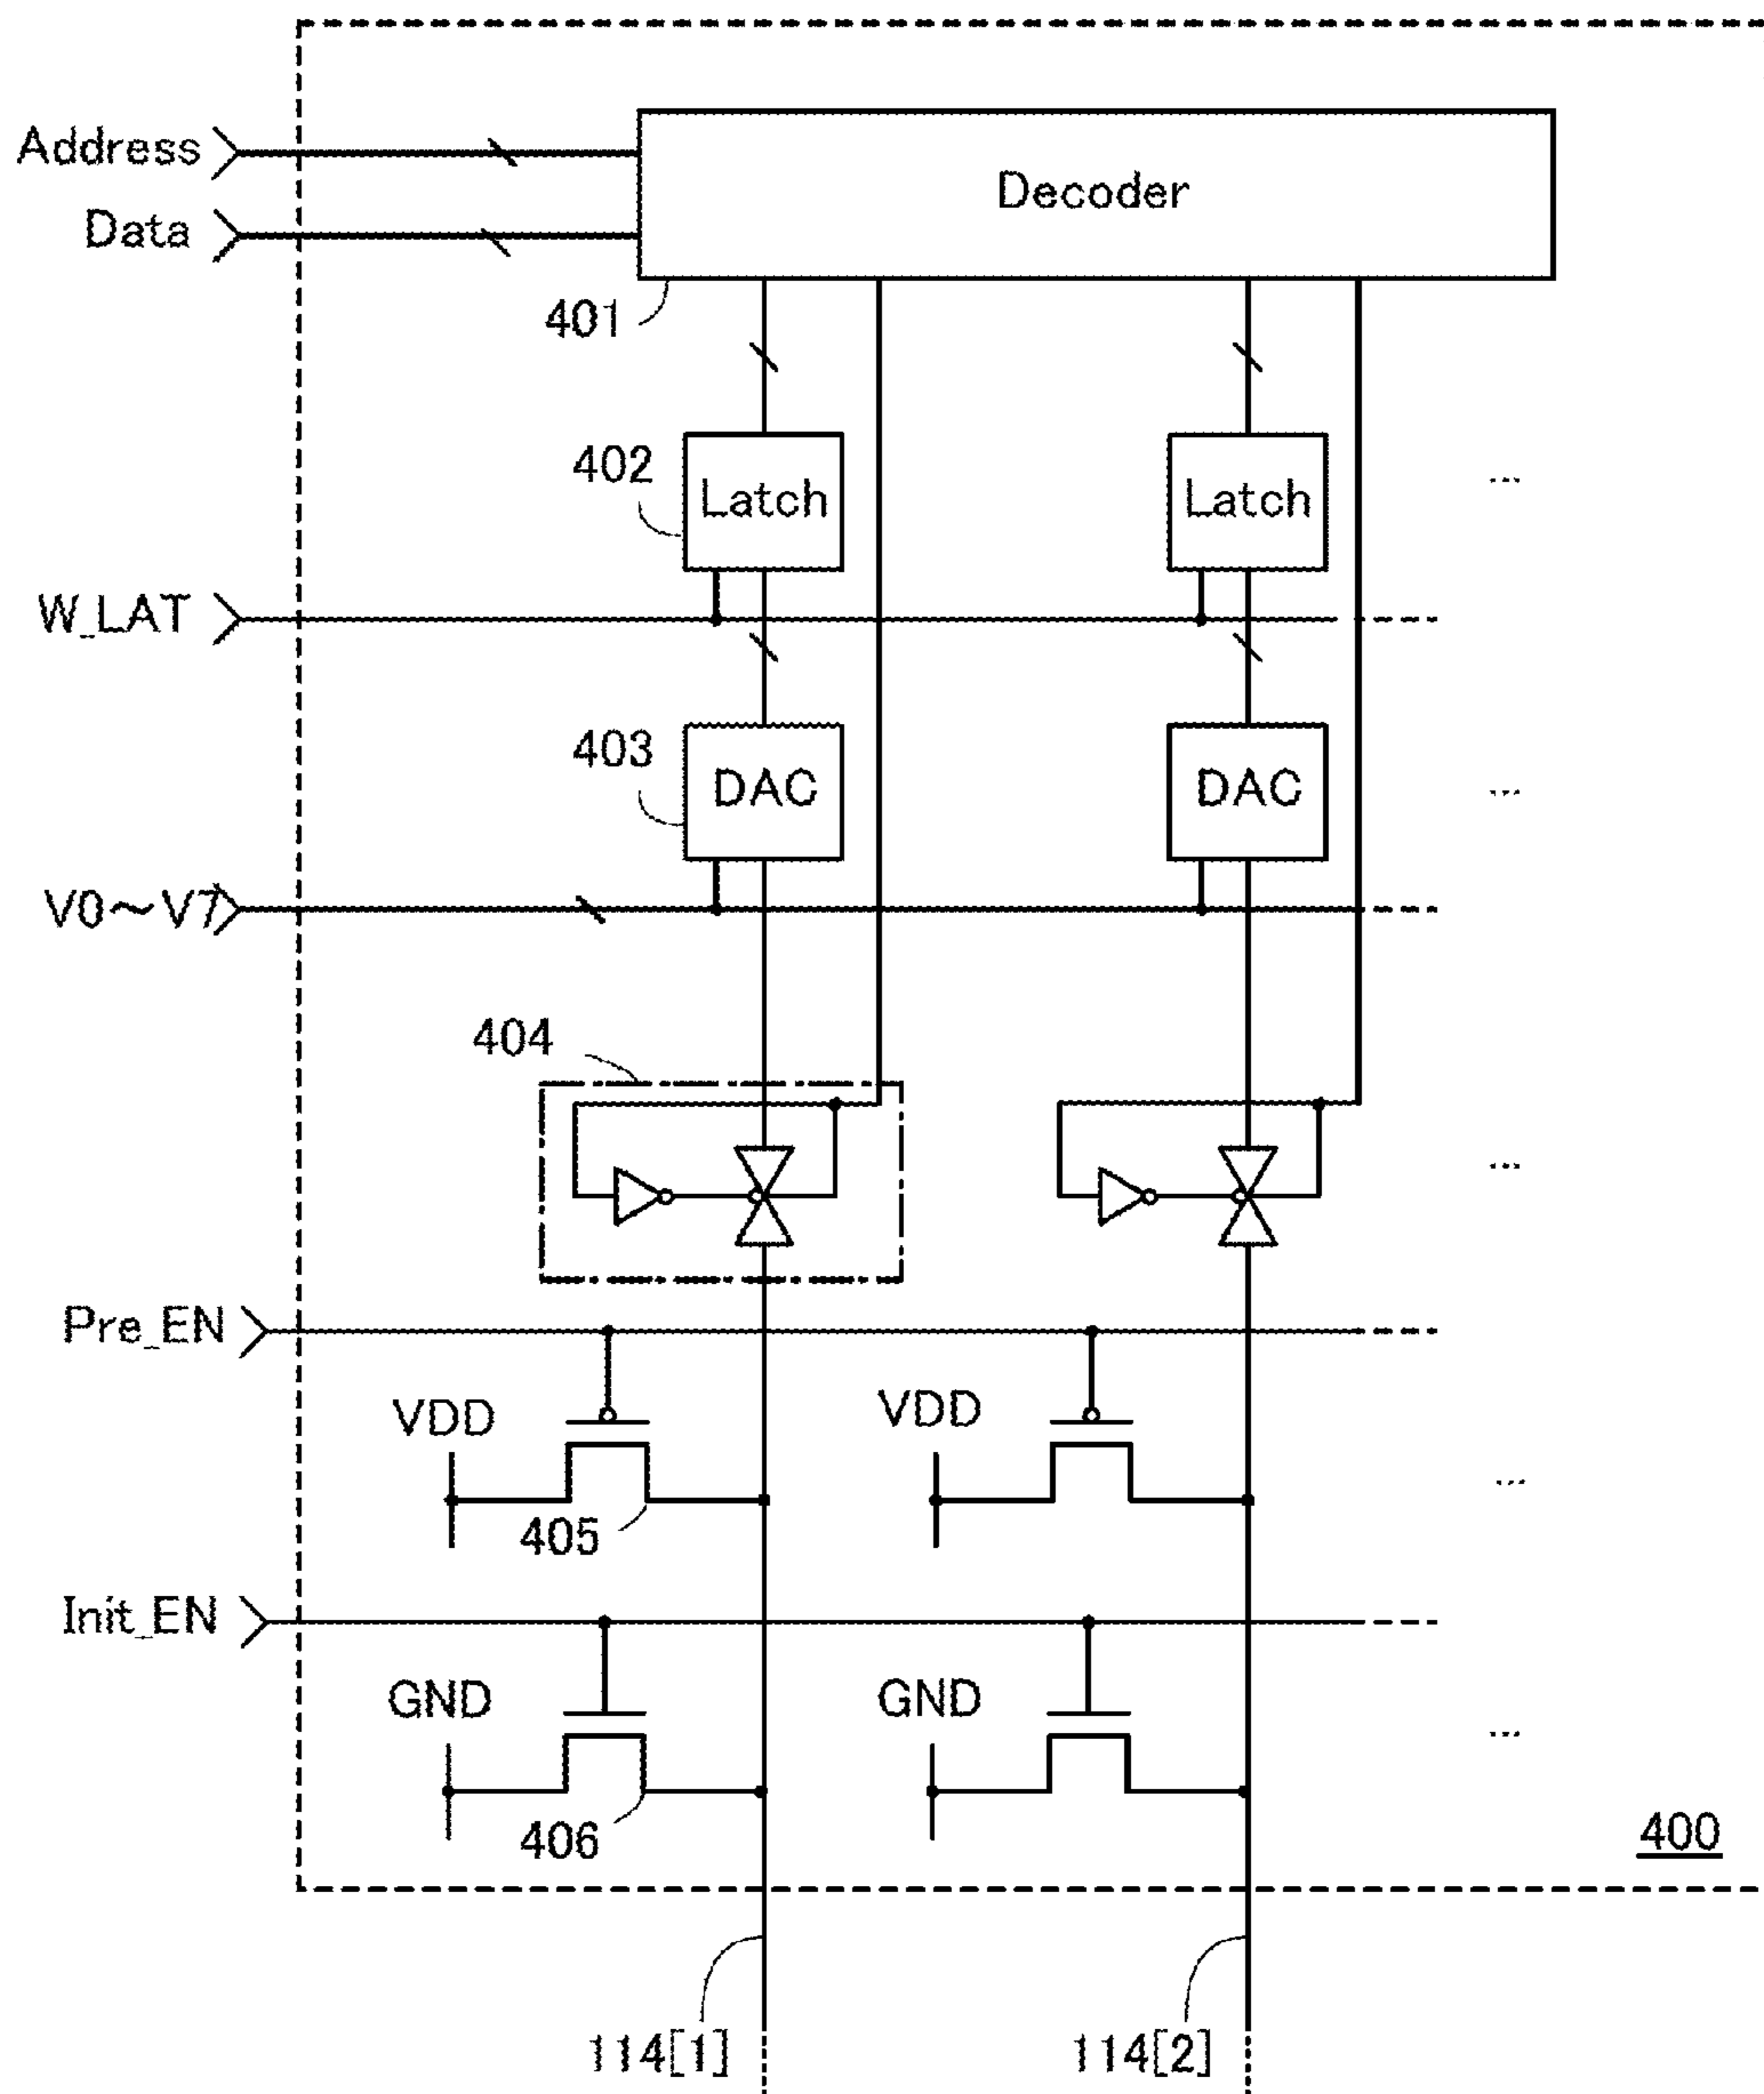 Address
Decoder
Data
401
402
Latch
Latch
...
W_LAT
403
DAC
DAC
...
V0～V7
404
...
Pre_EN
VDD
VDD
...
405
Init_EN
GND
GND
...
406
400
114[1]
114[2]